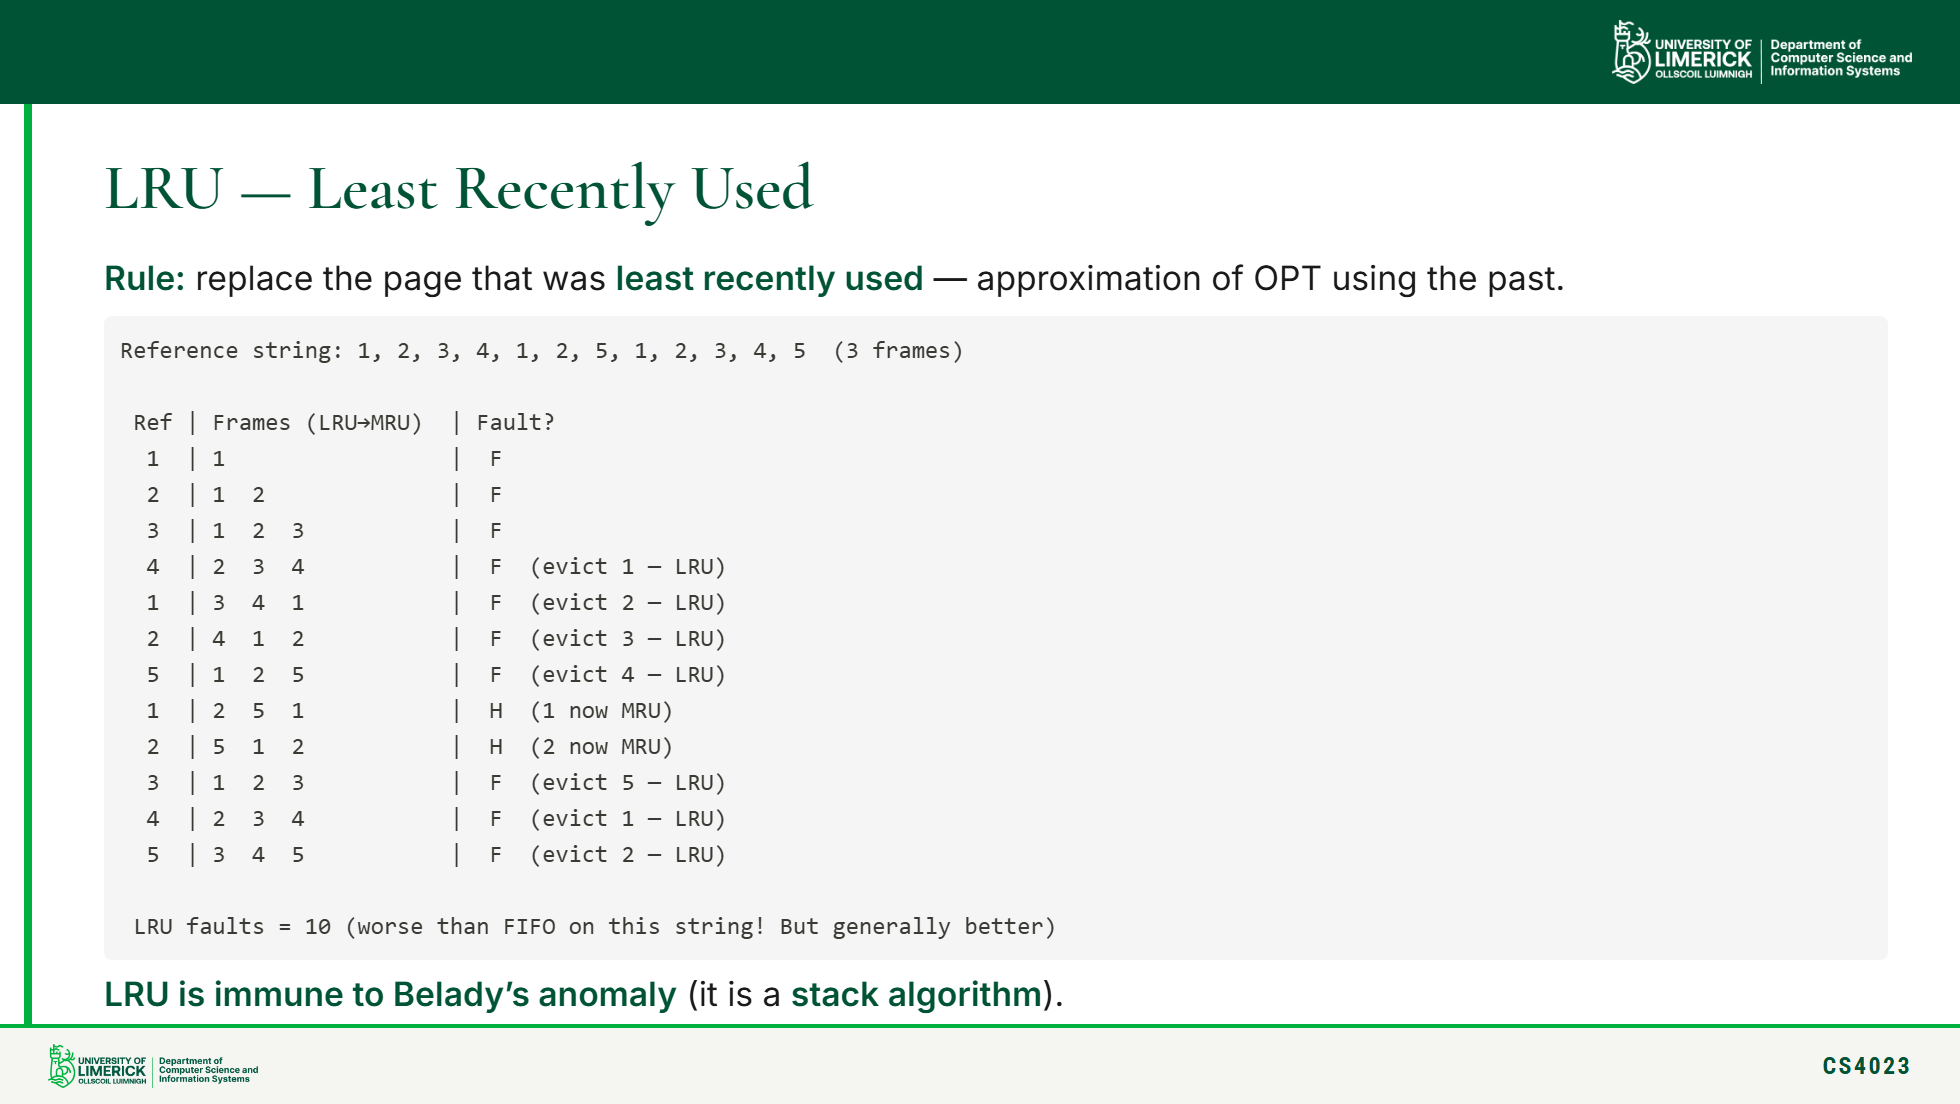 UNIVERSITY OF
LIMERICK
OLLSCOIL LUIMNIGH
Department of
Computer Science and
Information Systems
LRU — Least Recently Used
Rule: replace the page that was least recently used — approximation of OPT using the past.
Reference string: 1, 2, 3, 4, 1, 2, 5, 1, 2, 3, 4, 5  (3 frames)
Ref | Frames (LRU→MRU)  | Fault?
1  | 1                 |  F
2  | 1  2              |  F
3  | 1  2  3           |  F
4  | 2  3  4           |  F  (evict 1 — LRU)
1  | 3  4  1           |  F  (evict 2 — LRU)
2  | 4  1  2           |  F  (evict 3 — LRU)
5  | 1  2  5           |  F  (evict 4 — LRU)
1  | 2  5  1           |  H  (1 now MRU)
2  | 5  1  2           |  H  (2 now MRU)
3  | 1  2  3           |  F  (evict 5 — LRU)
4  | 2  3  4           |  F  (evict 1 — LRU)
5  | 3  4  5           |  F  (evict 2 — LRU)
LRU faults = 10 (worse than FIFO on this string! But generally better)
LRU is immune to Belady’s anomaly (it is a stack algorithm).
UNIVERSITY OF
LIMERICK
OLLSCOIL LUIMNIGH
Department of
Computer Science and
Information Systems
CS4023